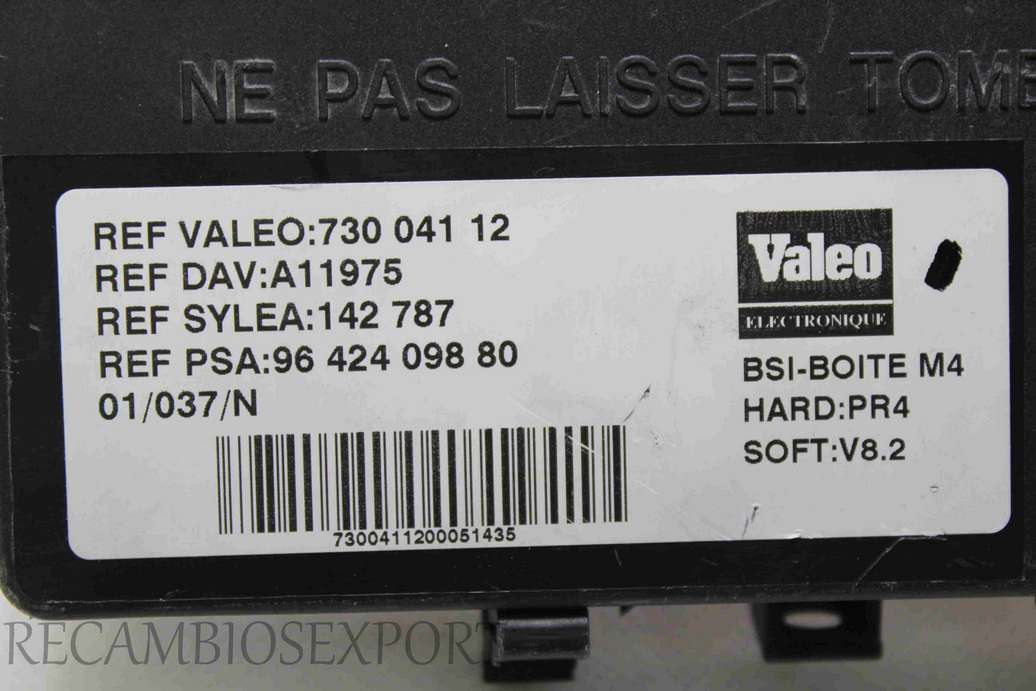 NE PAS LAISSER TOMB
REF VALEO:730 041 12
REF DAV:A11975
REF SYLEA:142 787
REF PSA:96 424 098 80
01/037/N
7300411200051435
Valeo
ELECTRONIQUE
BSI-BOITE M4
HARD:PR4
SOFT:V8.2
RECAMBIOSEXPORT